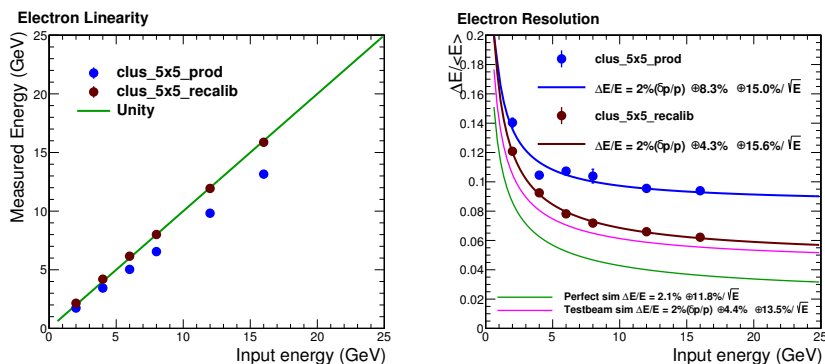 Electron Linearity
Measured Energy (GeV)
25
20
15
10
5
0
0 5 10 15 20 25
Input energy (GeV)
clus_5x5_prod
clus_5x5_recalib
Unity
Electron Resolution
ΔE/<E>
0.2
0.18
0.16
0.14
0.12
0.1
0.08
0.06
0.04
0.02
0
0 5 10 15 20 25
Input energy (GeV)
clus_5x5_prod
ΔE/E = 2%(δp/p) ⊕8.3% ⊕15.0%/√E
clus_5x5_recalib
ΔE/E = 2%(δp/p) ⊕4.3% ⊕15.6%/√E
Perfect sim ΔE/E = 2.1% ⊕11.8%/√E
Testbeam sim ΔE/E = 2%(δp/p) ⊕4.4% ⊕13.5%/√E